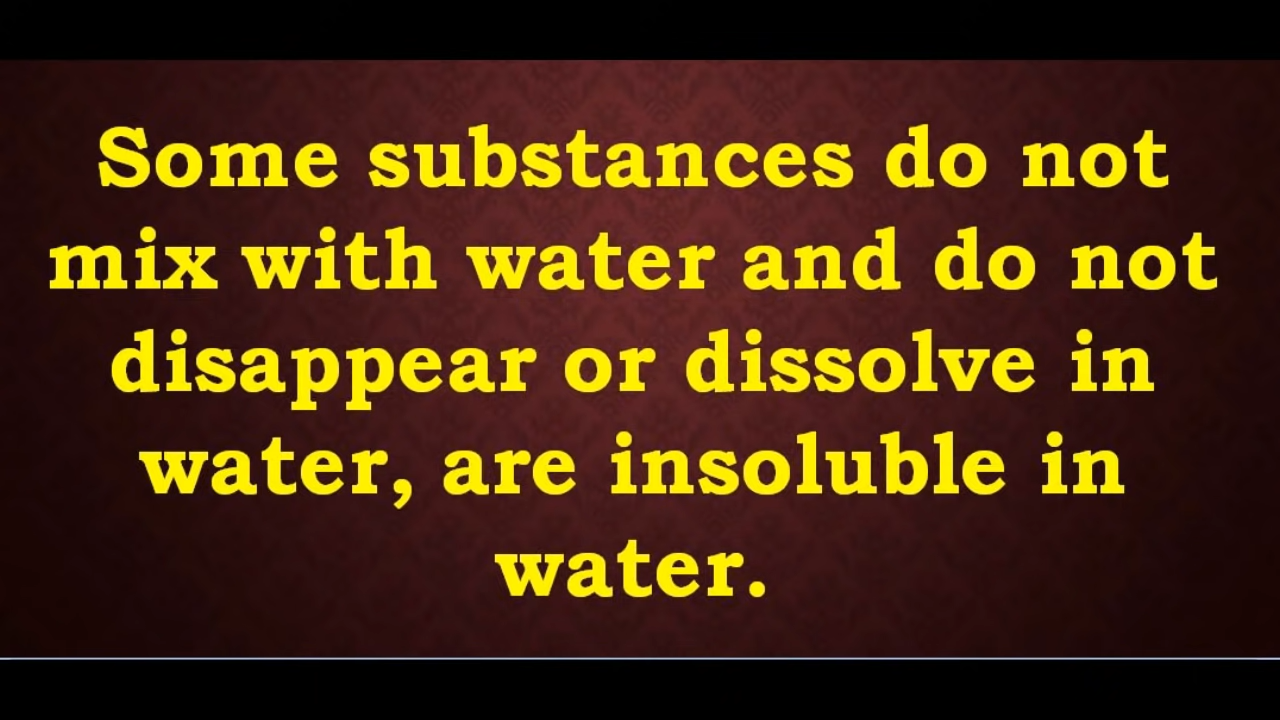 Some substances do not
mix with water and do not
disappear or dissolve in
water, are insoluble in
water.